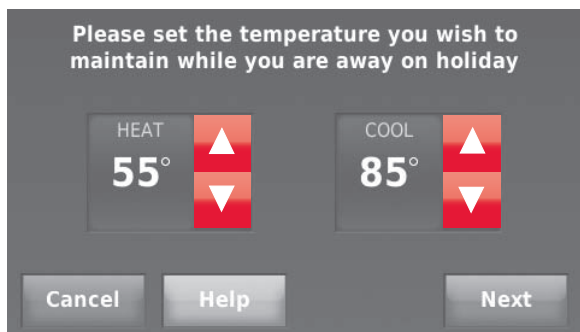 Please set the temperature you wish to
maintain while you are away on holiday
HEAT
55°
COOL
85°
Cancel
Help
Next